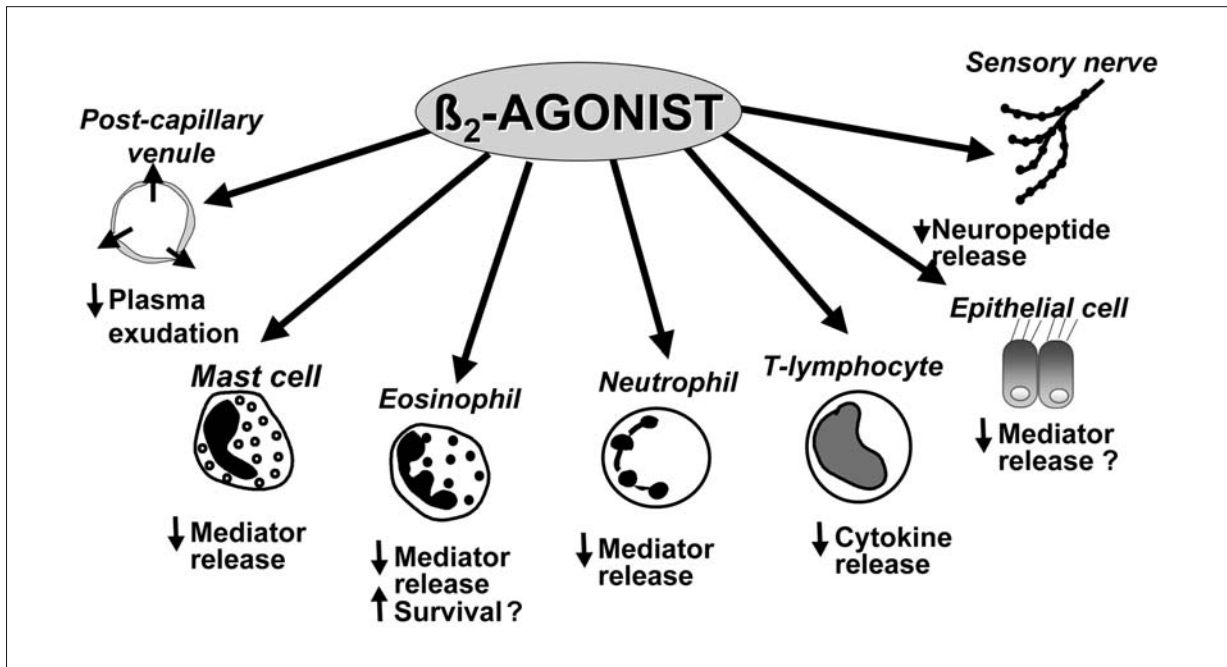 ß₂-AGONIST
Post-capillary
venule
↓ Plasma
exudation
Mast cell
↓ Mediator
release
Eosinophil
↓ Mediator
release
↑ Survival ?
Neutrophil
↓ Mediator
release
T-lymphocyte
↓ Cytokine
release
Epithelial cell
↓ Mediator
release ?
Sensory nerve
↓ Neuropeptide
release